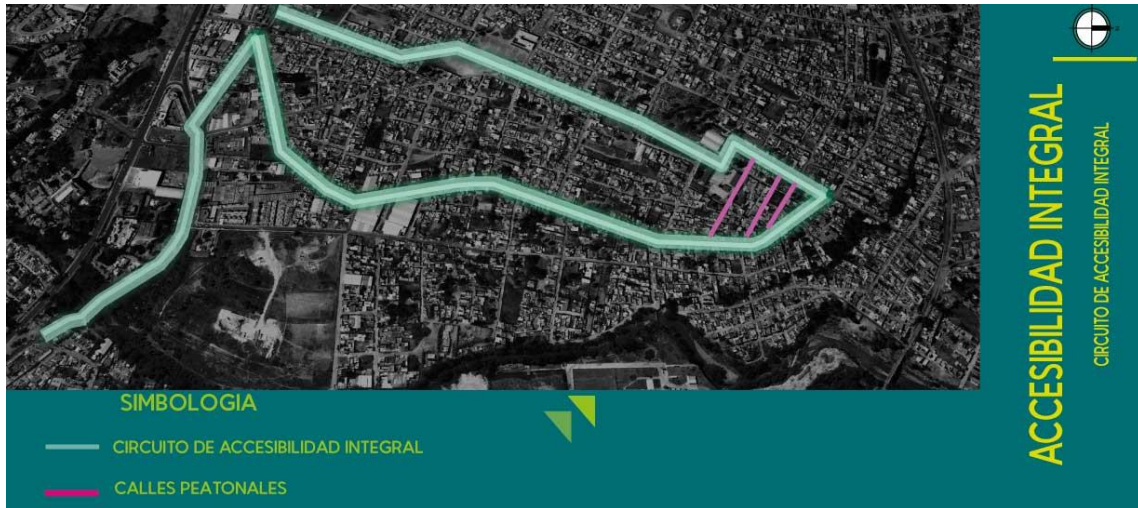 ACCESIBILIDAD INTEGRAL
CIRCUITO DE ACCESIBILIDAD INTEGRAL
SIMBOLOGIA
CIRCUITO DE ACCESIBILIDAD INTEGRAL
CALLES PEATONALES